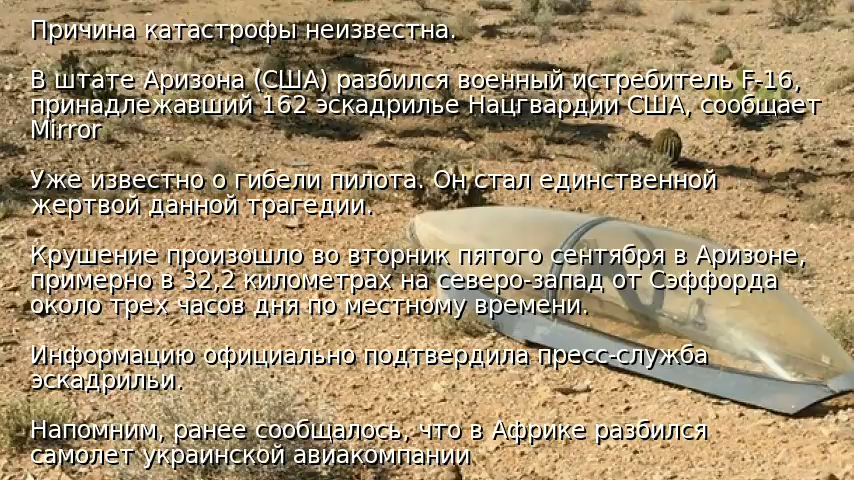 Причина катастрофы неизвестна.
В штате Аризона (США) разбился военный истребитель F-16,
принадлежавший 162 эскадрилье Нацгвардии США, сообщает
Mirror
Уже известно о гибели пилота. Он стал единственной
жертвой данной трагедии.
Крушение произошло во вторник пятого сентября в Аризоне,
примерно в 32,2 километрах на северо-запад от Сэффорда
около трех часов дня по местному времени.
Информацию официально подтвердила пресс-служба
эскадрильи.
Напомним, ранее сообщалось, что в Африке разбился
самолет украинской авиакомпании